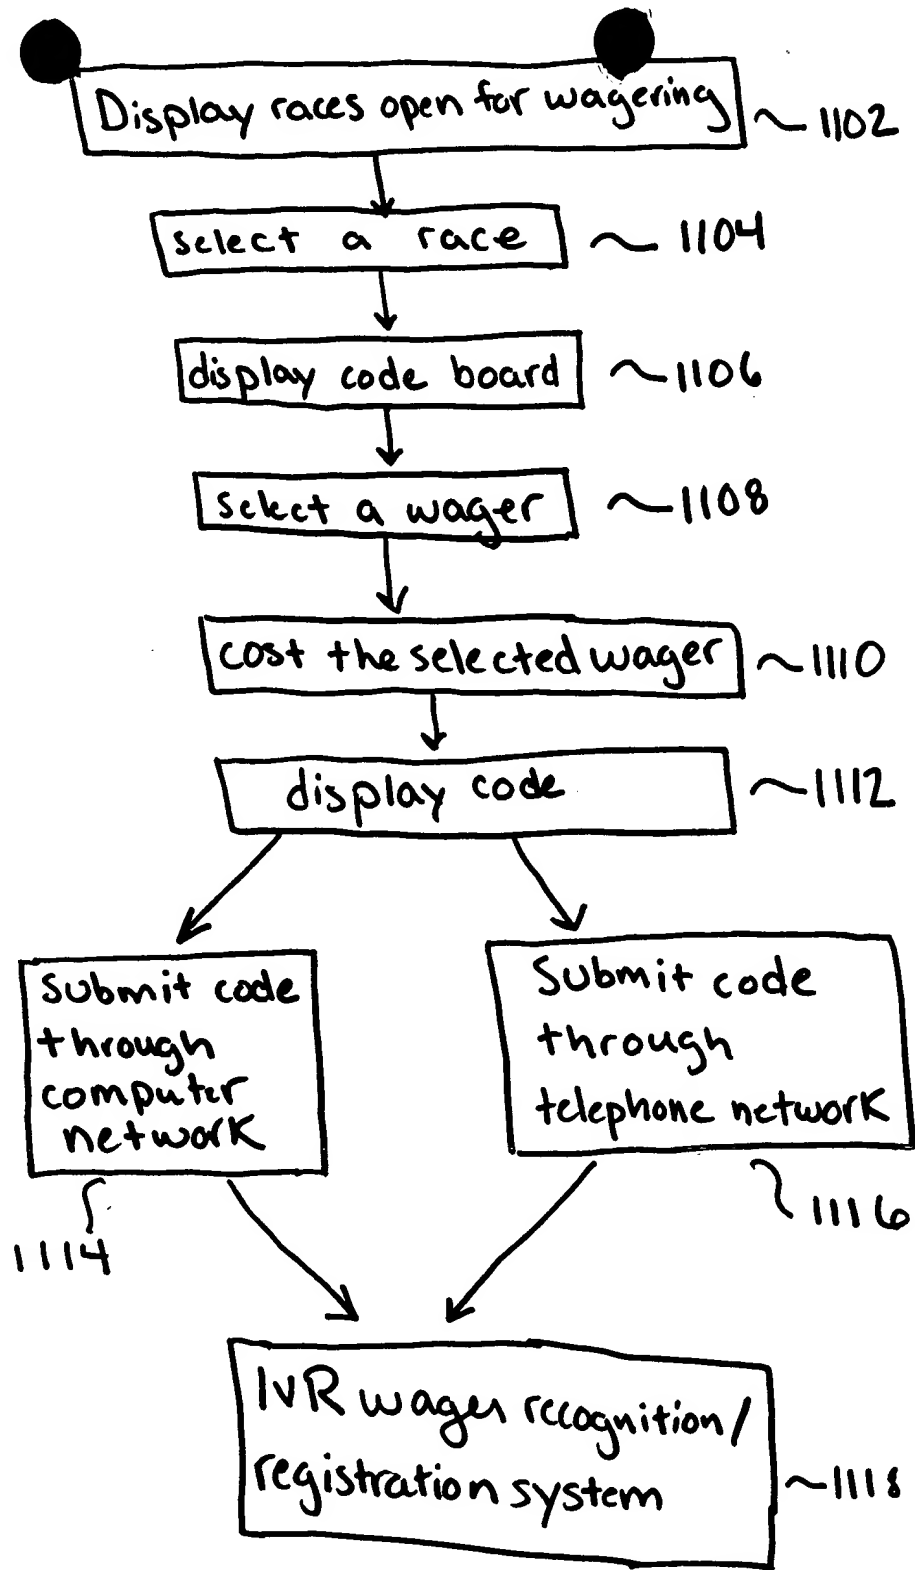 Display races open for wagering
1102
select a race
1104
display code board
1106
select a wager
1108
cost the selected wager
1110
display code
1112
Submit code
through
computer
network
1114
Submit code
through
telephone network
1116
IVR wager recognition/
registration system
1118